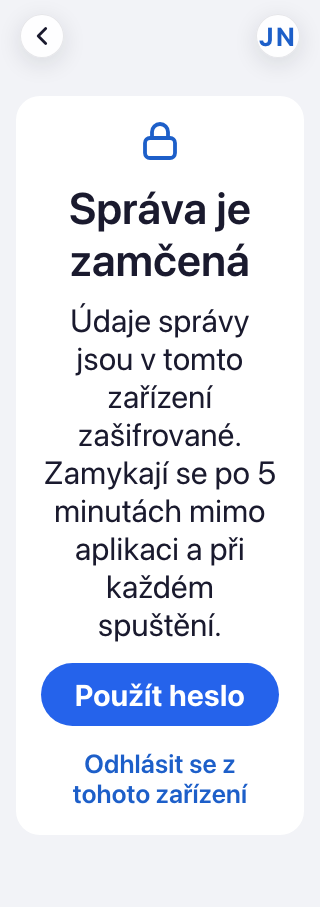 JN
Správa je
zamčená
Údaje správy
jsou v tomto
zařízení
zašifrované.
Zamykají se po 5
minutách mimo
aplikaci a při
každém
spuštění.
Použít heslo
Odhlásit se z
tohoto zařízení